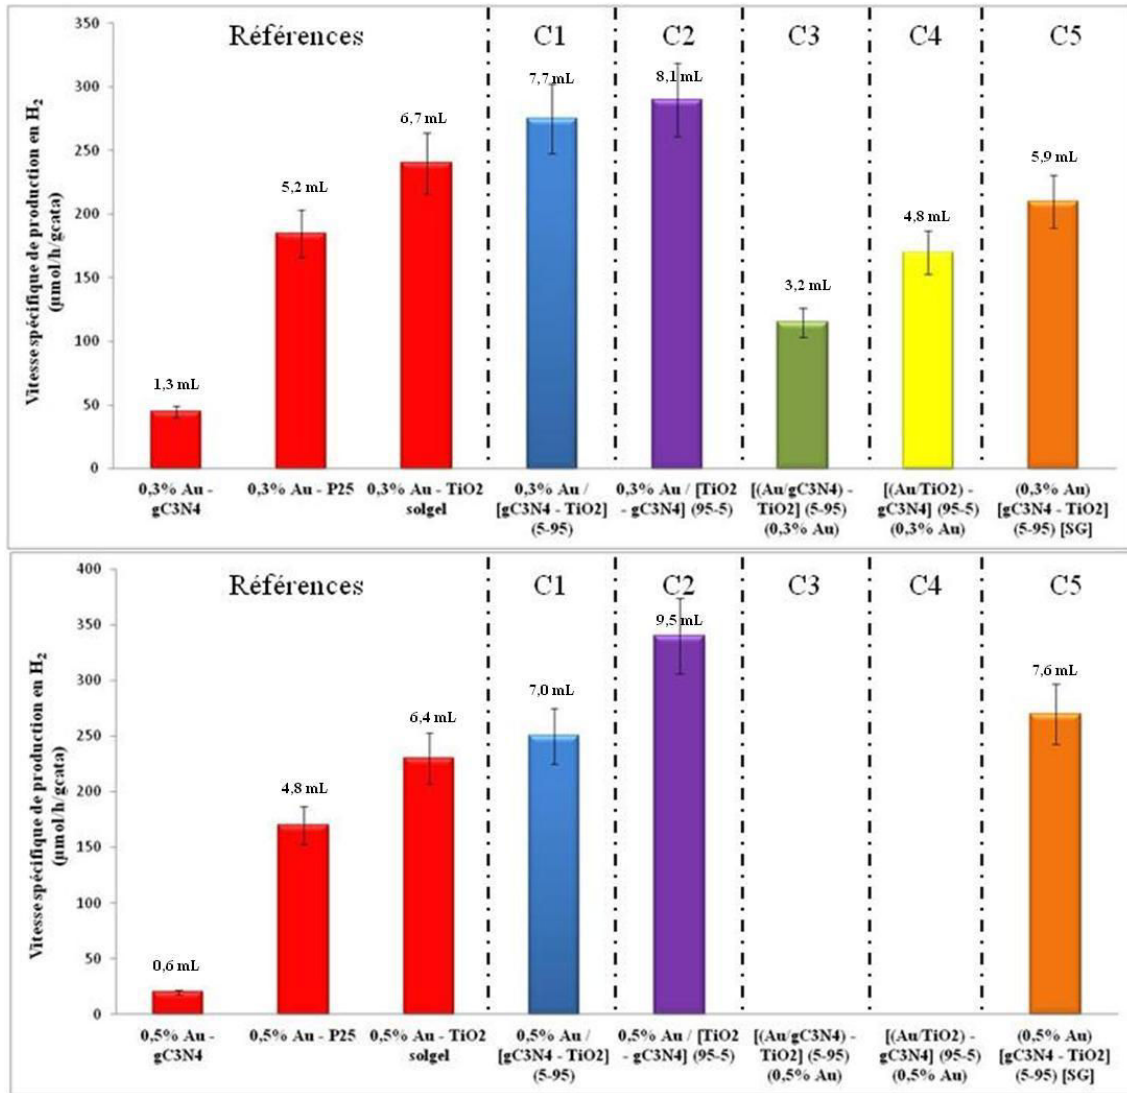 Références
C1
C2
C3
C4
C5
Vitesse spécifique de production en H2
(µmol/h/gcata)
350
300
250
200
150
100
50
0
1,3 mL
5,2 mL
6,7 mL
7,7 mL
8,1 mL
3,2 mL
4,8 mL
5,9 mL
0,3% Au -
gC3N4
0,3% Au - P25
0,3% Au - TiO2
solgel
0,3% Au /
[gC3N4 - TiO2]
(5-95)
0,3% Au / [TiO2
- gC3N4] (95-5)
[(Au/gC3N4) -
TiO2] (5-95)
(0,3% Au)
[(Au/TiO2) -
gC3N4] (95-5)
(0,3% Au)
(0,3% Au)
[gC3N4 - TiO2]
(5-95) [SG]
Références
C1
C2
C3
C4
C5
Vitesse spécifique de production en H2
(µmol/h/gcata)
400
350
300
250
200
150
100
50
0
0,6 mL
4,8 mL
6,4 mL
7,0 mL
9,5 mL
7,6 mL
0,5% Au -
gC3N4
0,5% Au - P25
0,5% Au - TiO2
solgel
0,5% Au /
[gC3N4 - TiO2]
(5-95)
0,5% Au / [TiO2
- gC3N4] (95-5)
[(Au/gC3N4) -
TiO2] (5-95)
(0,5% Au)
[(Au/TiO2) -
gC3N4] (95-5)
(0,5% Au)
(0,5% Au)
[gC3N4 - TiO2]
(5-95) [SG]